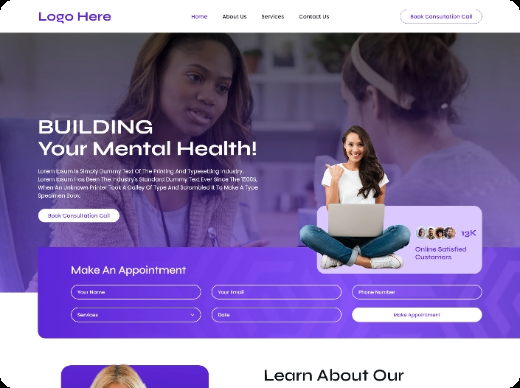 Logo Here
Home
About Us
Services
Contact Us
Book Consultation Call
BUILDING
Your Mental Health!
Lorem Ipsum Is Simply Dummy Text Of The Printing And Typesetting Industry.
Lorem Ipsum Has Been The Industry's Standard Dummy Text Ever Since The 1500S,
When An Unknown Printer Took A Galley Of Type And Scrambled It To Make A Type
Specimen Book.
Book Consultation Call
13K
Online Satisfied
Customers
Make An Appointment
Your Name
Your Email
Phone Number
Services
Date
Make Appointment
Learn About Our